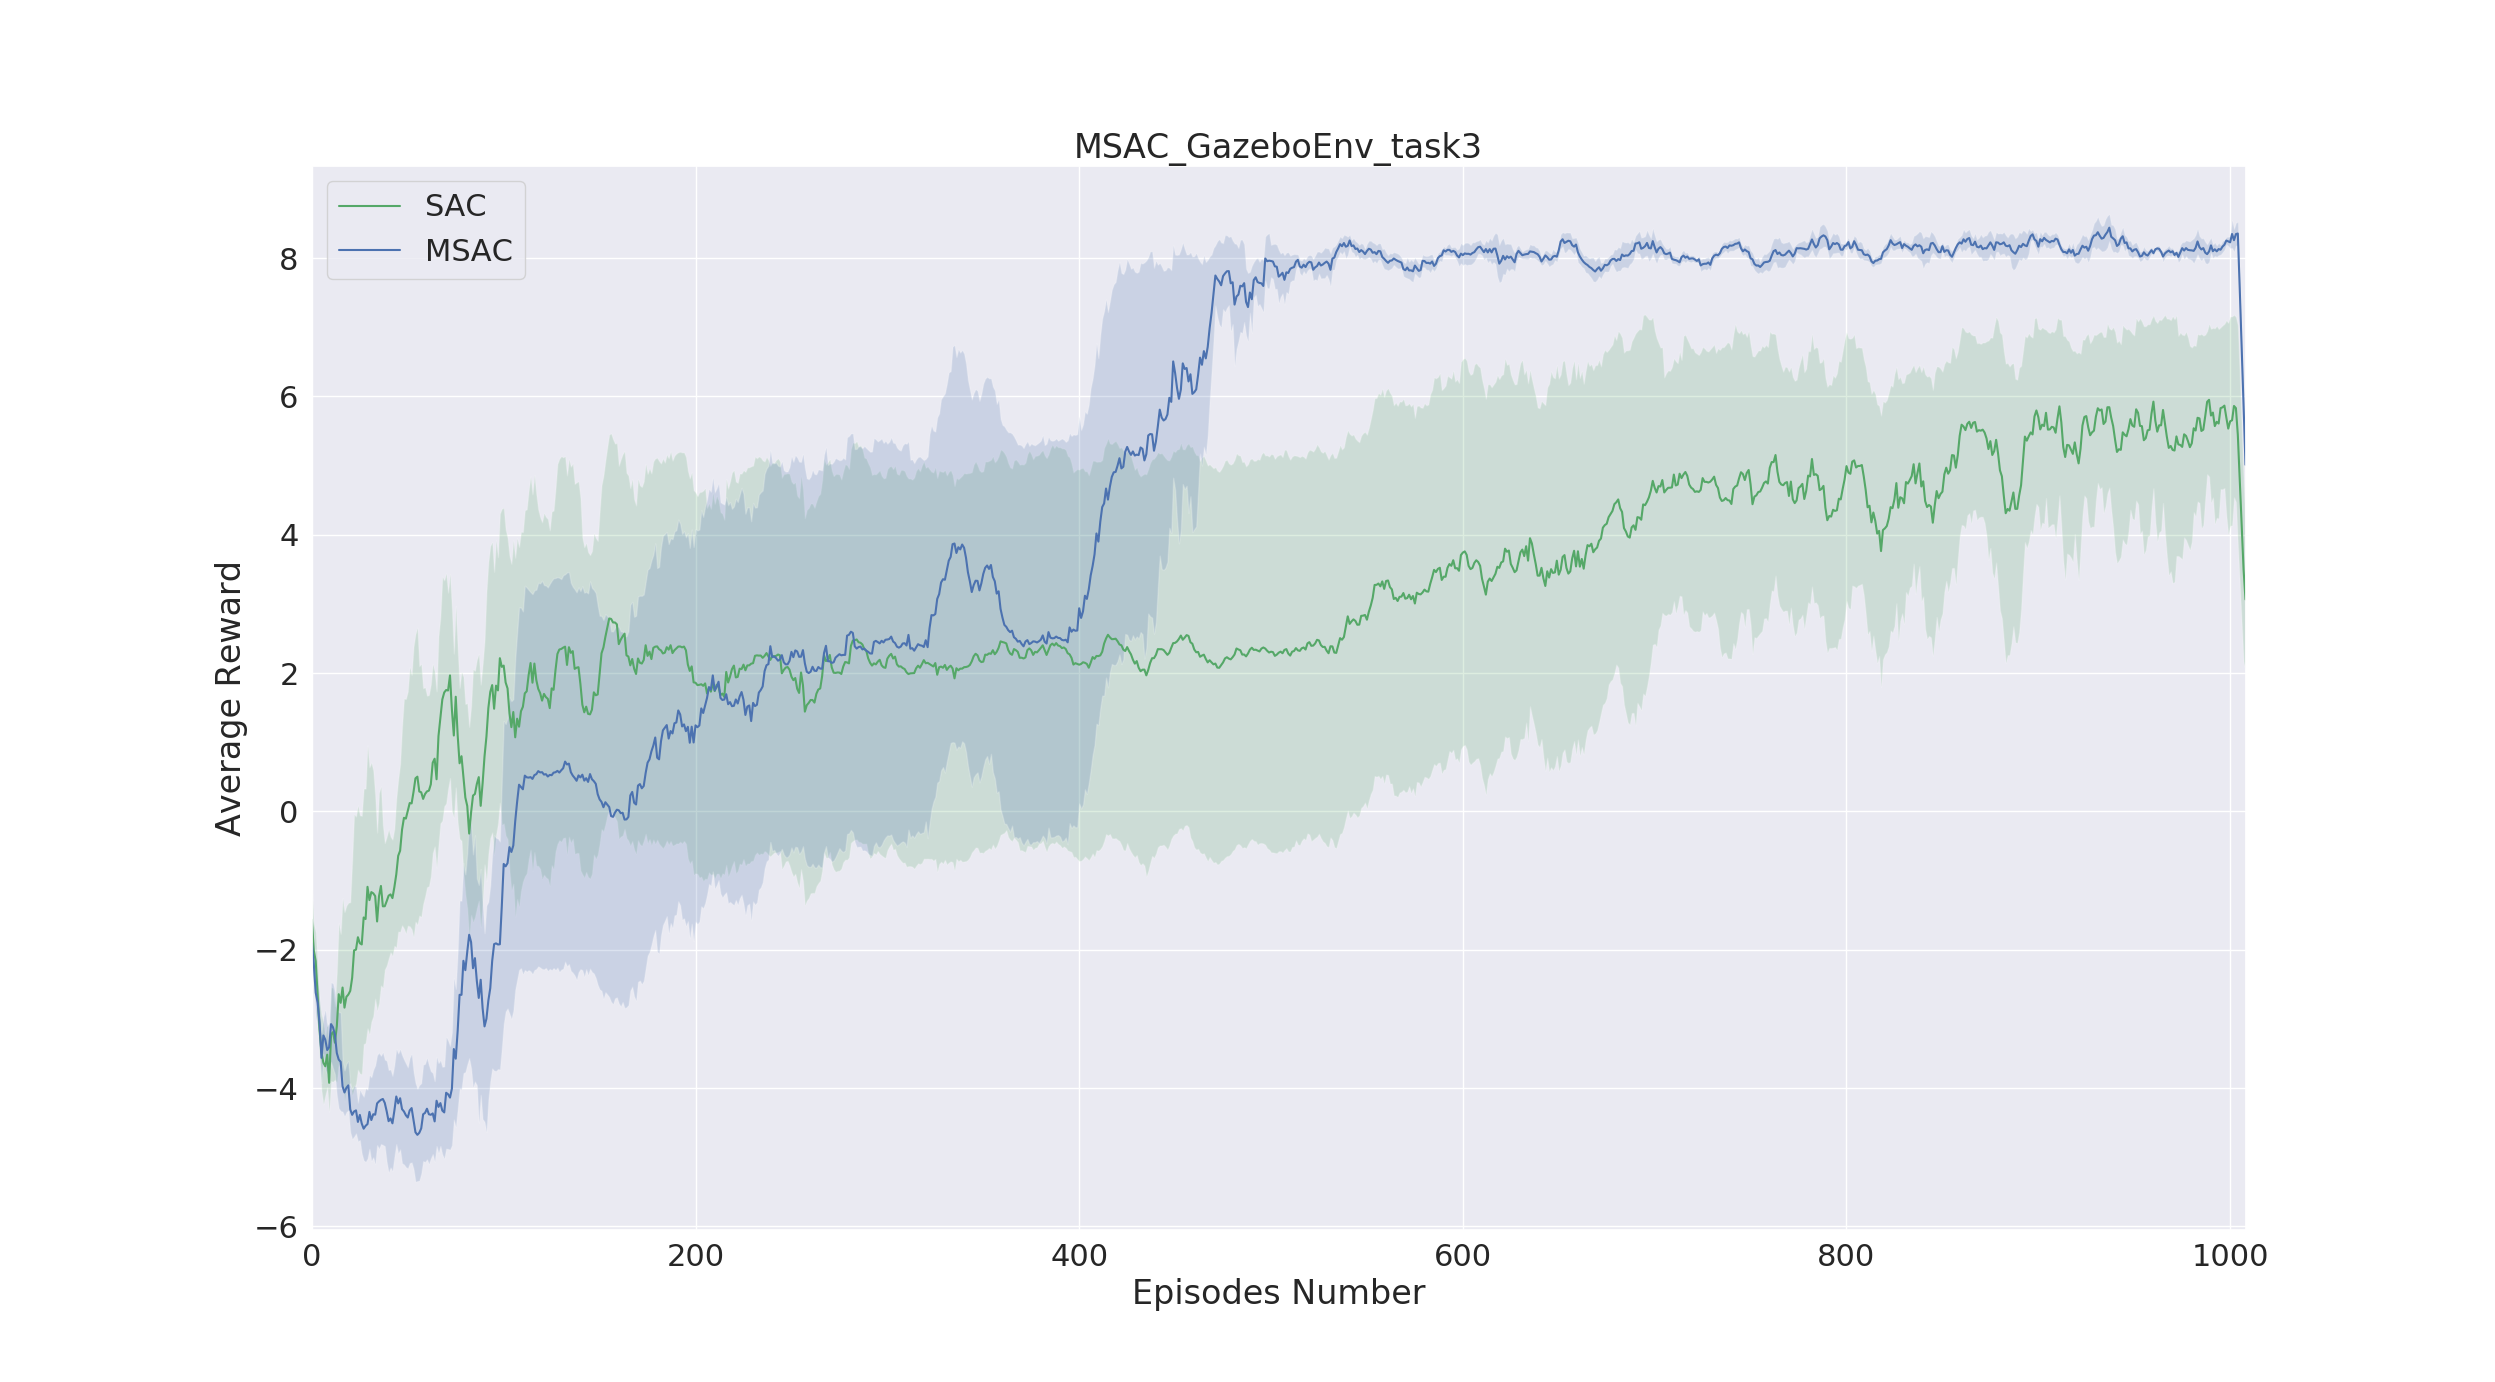 MSAC_GazeboEnv_task3
SAC
MSAC
Average Reward
8
6
4
2
0
−2
−4
−6
0 200 400 600 800 1000
Episodes Number